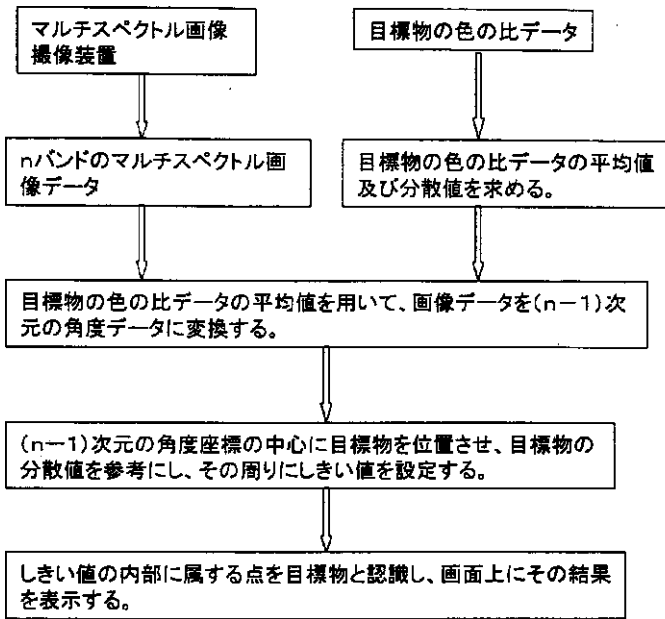 マルチスペクトル画像
撮像装置
目標物の色の比データ
nバンドのマルチスペクトル画
像データ
目標物の色の比データの平均値
及び分散値を求める。
目標物の色の比データの平均値を用いて、画像データを(n－1)次
元の角度データに変換する。
(n－1)次元の角度座標の中心に目標物を位置させ、目標物の
分散値を参考にし、その周りにしきい値を設定する。
しきい値の内部に属する点を目標物と認識し、画面上にその結果
を表示する。